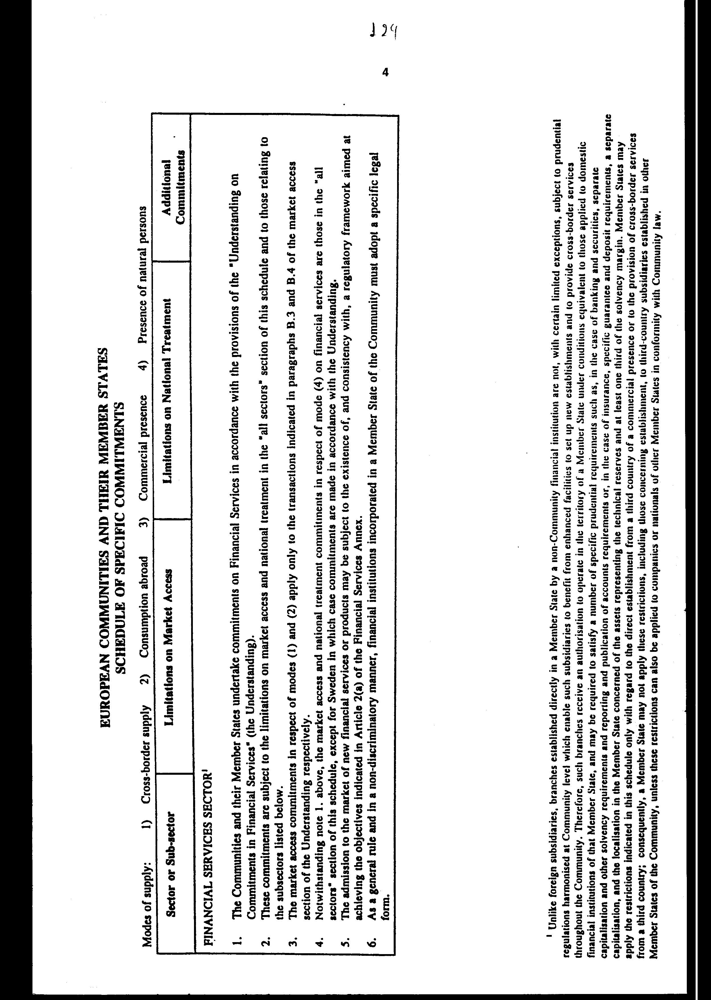 EUROPEAN COMMUNITIES AND THEIR MEMBER STATES
SCHEDULE OF SPECIFIC COMMITMENTS
Modes of supply: 1) Cross-border supply 2) Consumption abroad 3) Commercial presence 4) Presence of natural persons
Sector or Sub-sector
Limitations on Market Access
Limitations on National Treatment
Additional
Commitments
FINANCIAL SERVICES SECTOR¹
1. The Communities and their Member States undertake commitments on Financial Services in accordance with the provisions of the "Understanding on
Commitments in Financial Services" (the Understanding).
2. These commitments are subject to the limitations on market access and national treatment in the "all sectors" section of this schedule and to those relating to
the subsectors listed below.
3. The market access commitments in respect of modes (1) and (2) apply only to the transactions indicated in paragraphs B.3 and B.4 of the market access
section of the Understanding respectively.
4. Notwithstanding note 1. above, the market access and national treatment commitments in respect of mode (4) on financial services are those in the "all
sectors" section of this schedule, except for Sweden in which case commitments are made in accordance with the Understanding.
5. The admission to the market of new financial services or products may be subject to the existence of, and consistency with, a regulatory framework aimed at
achieving the objectives indicated in Article 2(a) of the Financial Services Annex.
6. As a general rule and in a non-discriminatory manner, financial institutions incorporated in a Member State of the Community must adopt a specific legal
form.
¹ Unlike foreign subsidiaries, branches established directly in a Member State by a non-Community financial institution are not, with certain limited exceptions, subject to prudential
regulations harmonised at Community level which enable such subsidiaries to benefit from enhanced facilities to set up new establishments and to provide cross-border services
throughout the Community. Therefore, such branches receive an authorisation to operate in the territory of a Member State under conditions equivalent to those applied to domestic
financial institutions of that Member State, and may be required to satisfy a number of specific prudential requirements such as, in the case of banking and securities, separate
capitalisation and other solvency requirements and reporting and publication of accounts requirements or, in the case of insurance, specific guarantee and deposit requirements, a separate
capitalisation, and the localisation in the Member State concerned of the assets representing the technical reserves and at least one third of the solvency margin. Member States may
apply the restrictions indicated in this schedule only with regard to the direct establishment from a third country of a commercial presence or to the provision of cross-border services
from a third country; consequently, a Member State may not apply these restrictions, including those concerning establishment, to third-country subsidiaries established in other
Member States of the Community, unless these restrictions can also be applied to companies or nationals of other Member States in conformity with Community law.
4
124